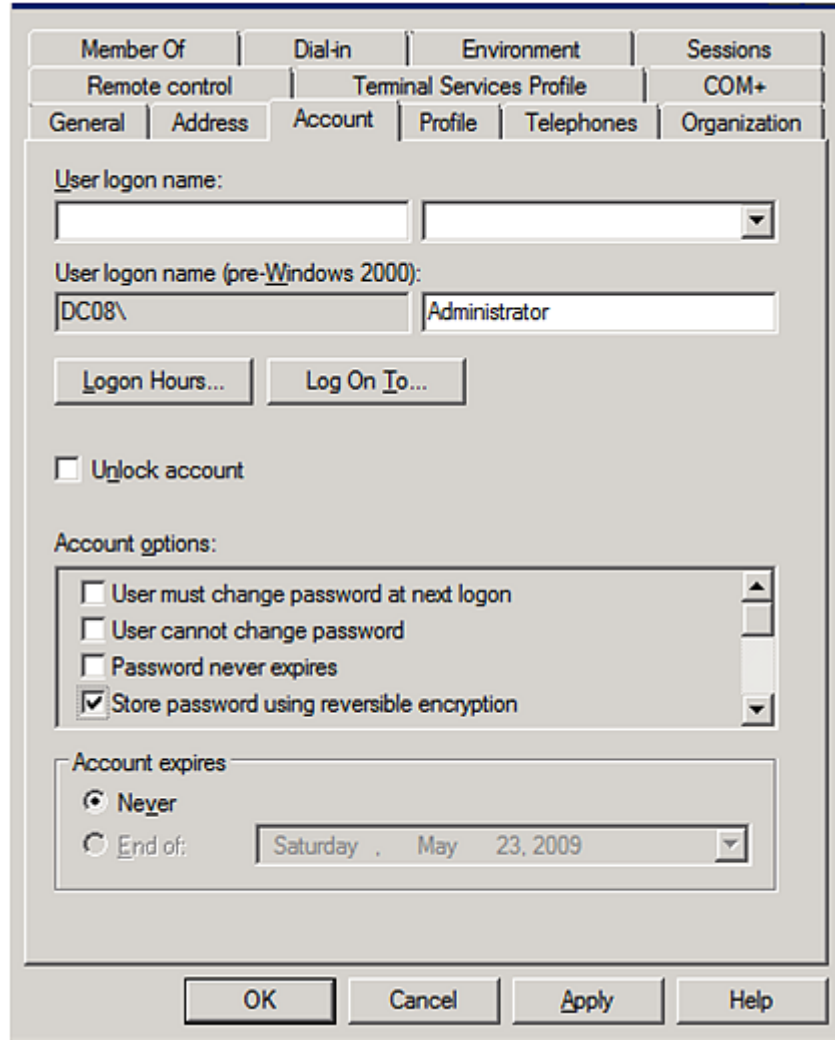 Member Of Dial-in Environment Sessions
Remote control Terminal Services Profile COM+
General Address Account Profile Telephones Organization
User logon name:
User logon name (pre-Windows 2000):
DC08\ Administrator
Logon Hours... Log On To...
Unlock account
Account options:
User must change password at next logon
User cannot change password
Password never expires
Store password using reversible encryption
Account expires
Never
End of: Saturday , May 23, 2009
OK Cancel Apply Help